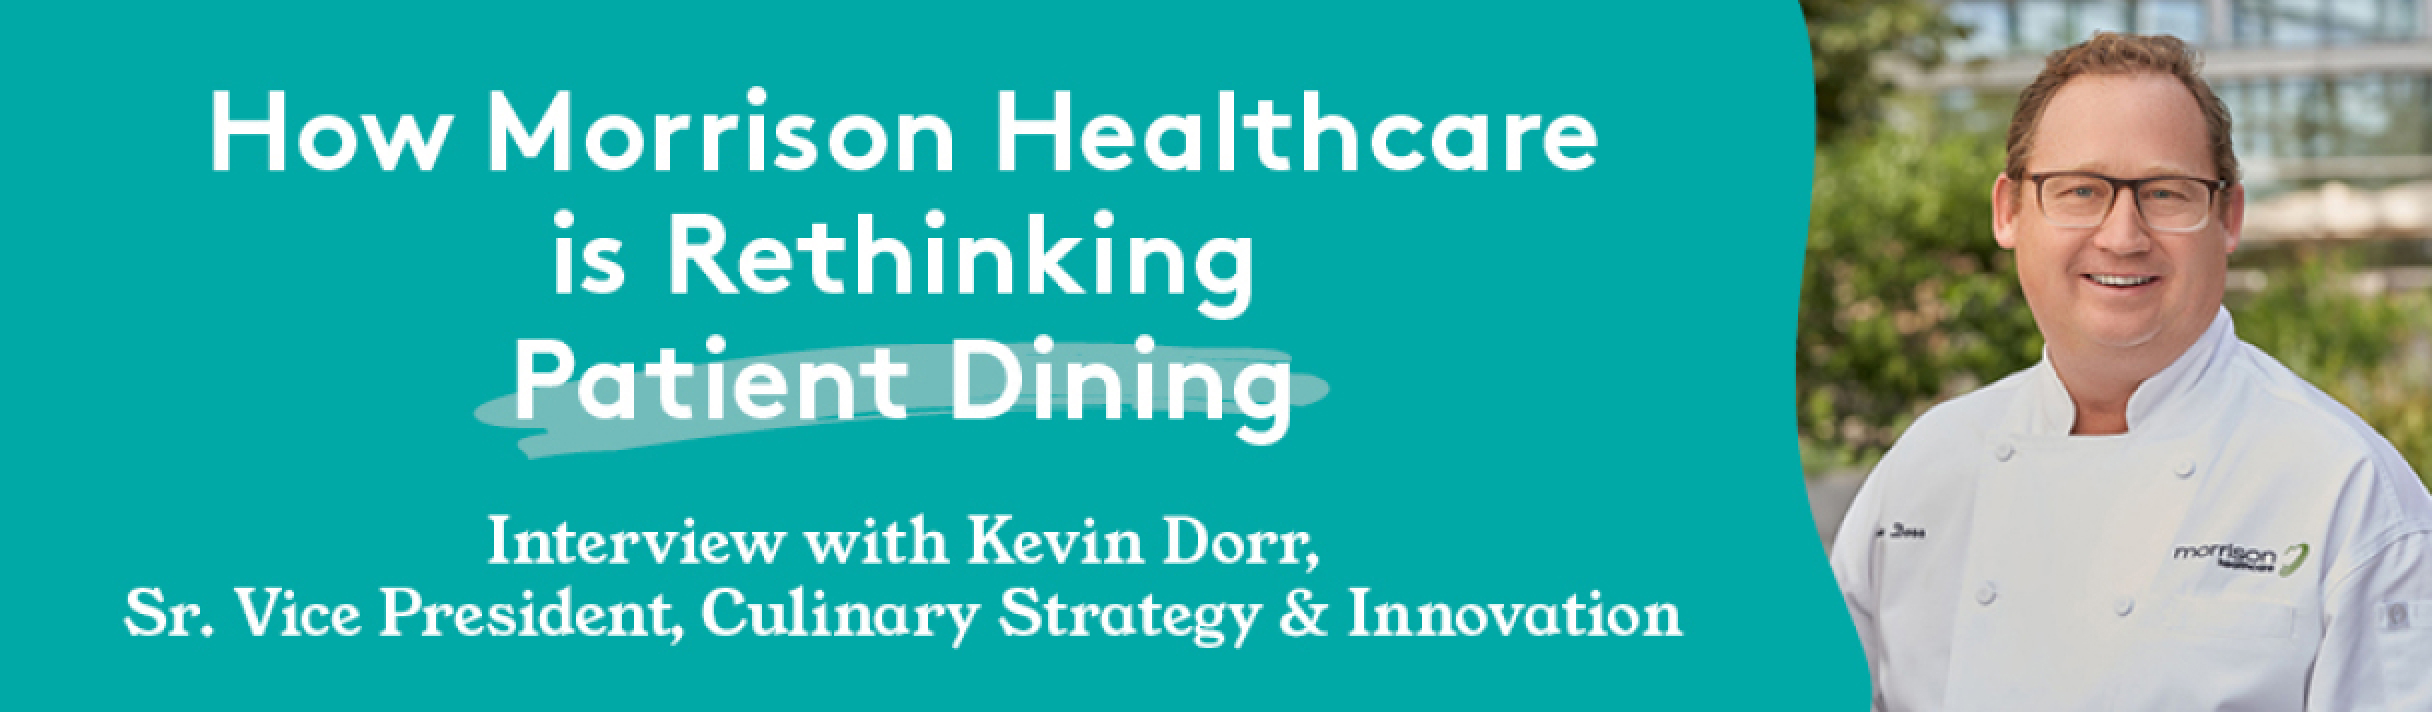 How Morrison Healthcare
is Rethinking
Patient Dining
Interview with Kevin Dorr,
Sr. Vice President, Culinary Strategy & Innovation
morrison
healthcare